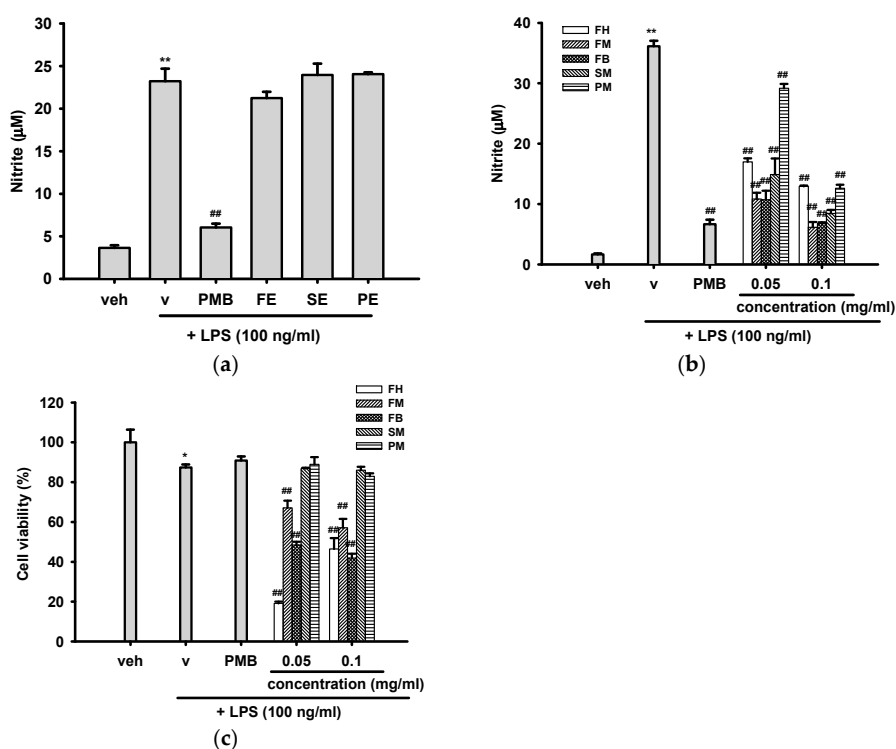 30
25
20
15
10
5
0
Nitrite (μM)
**
##
veh v PMB FE SE PE
+ LPS (100 ng/ml)
(a)
FH
FM
FB
SM
PM
40
30
20
10
0
Nitrite (μM)
**
##
##
## ## ##
## ##
##
## ## ##
##
veh v PMB 0.05 0.1
concentration (mg/ml)
+ LPS (100 ng/ml)
(b)
FH
FM
FB
SM
PM
120
100
80
60
40
20
0
Cell viability (%)
*
##
##
##
##
##
##
veh v PMB 0.05 0.1
concentration (mg/ml)
+ LPS (100 ng/ml)
(c)